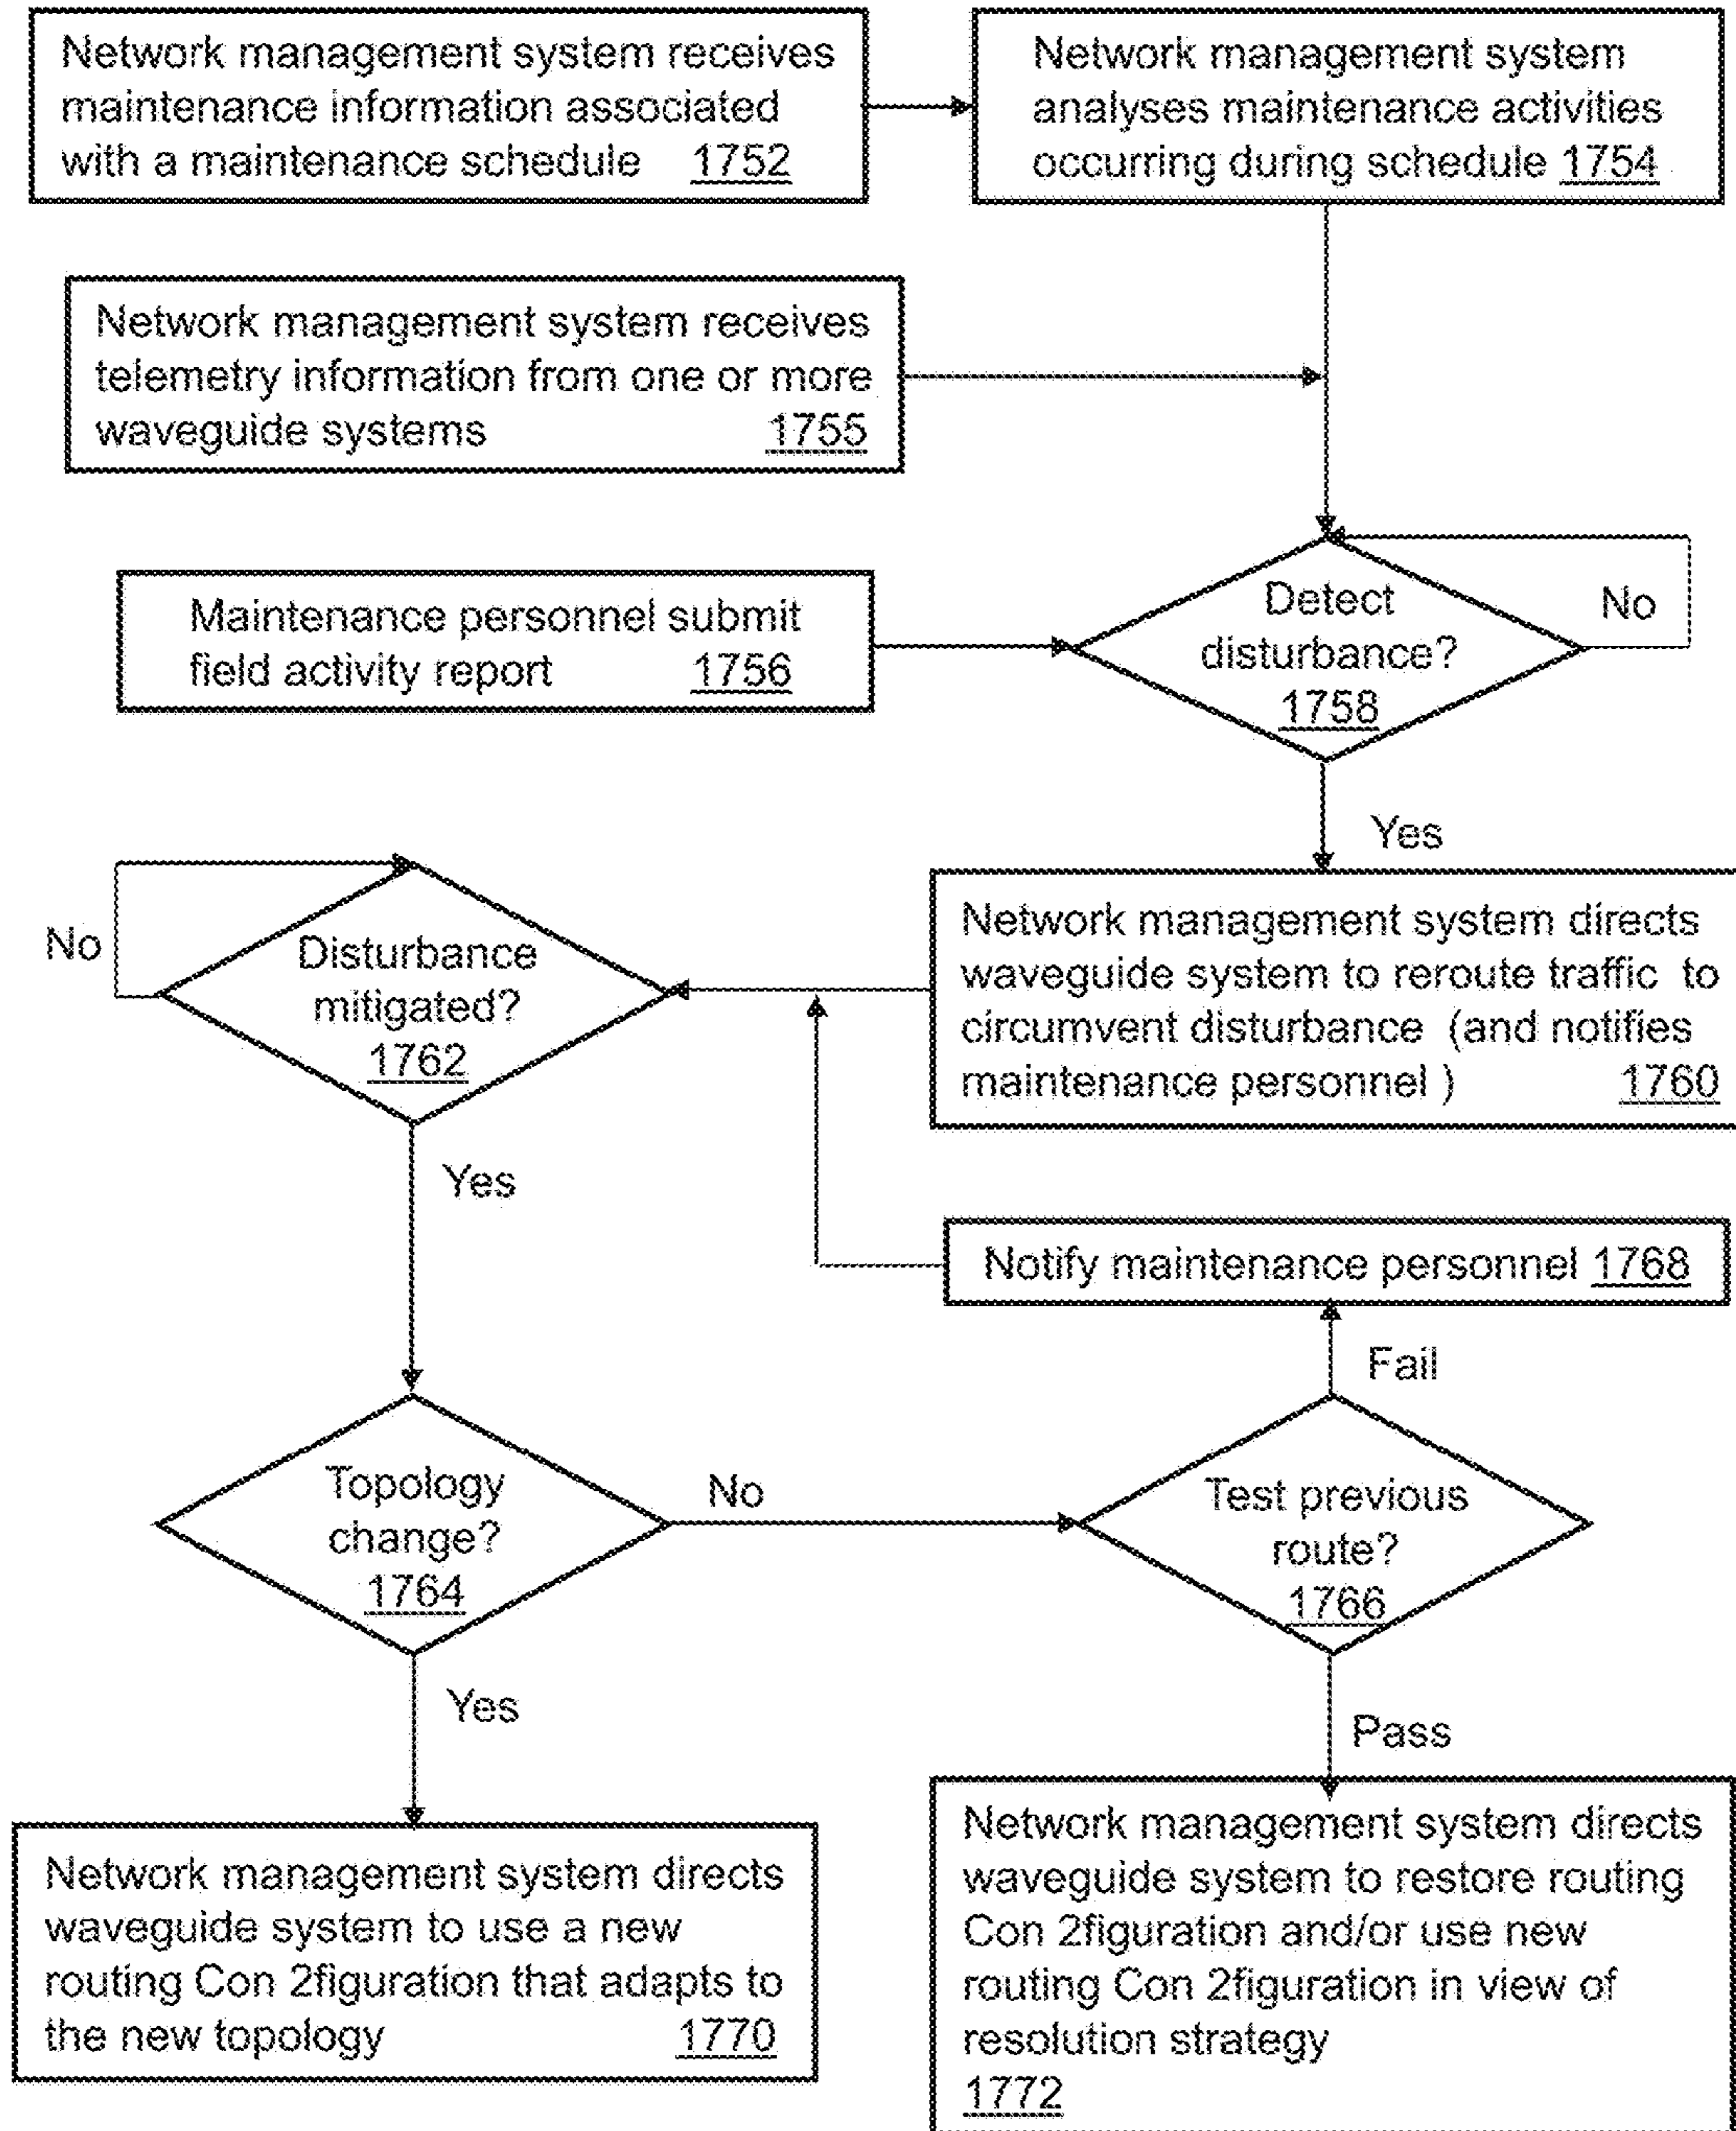 Network management system receives
maintenance information associated
with a maintenance schedule 1752
Network management system
analyses maintenance activities
occurring during schedule 1754
Network management system receives
telemetry information from one or more
waveguide systems 1755
Maintenance personnel submit
field activity report 1756
Detect
disturbance?
1758
No
Yes
Network management system directs
waveguide system to reroute traffic to
circumvent disturbance (and notifies
maintenance personnel ) 1760
Disturbance
mitigated?
1762
No
Yes
Notify maintenance personnel 1768
Fail
Topology
change?
1764
No
Test previous
route?
1766
Yes
Pass
Network management system directs
waveguide system to use a new
routing Con 2figuration that adapts to
the new topology 1770
Network management system directs
waveguide system to restore routing
Con 2figuration and/or use new
routing Con 2figuration in view of
resolution strategy
1772